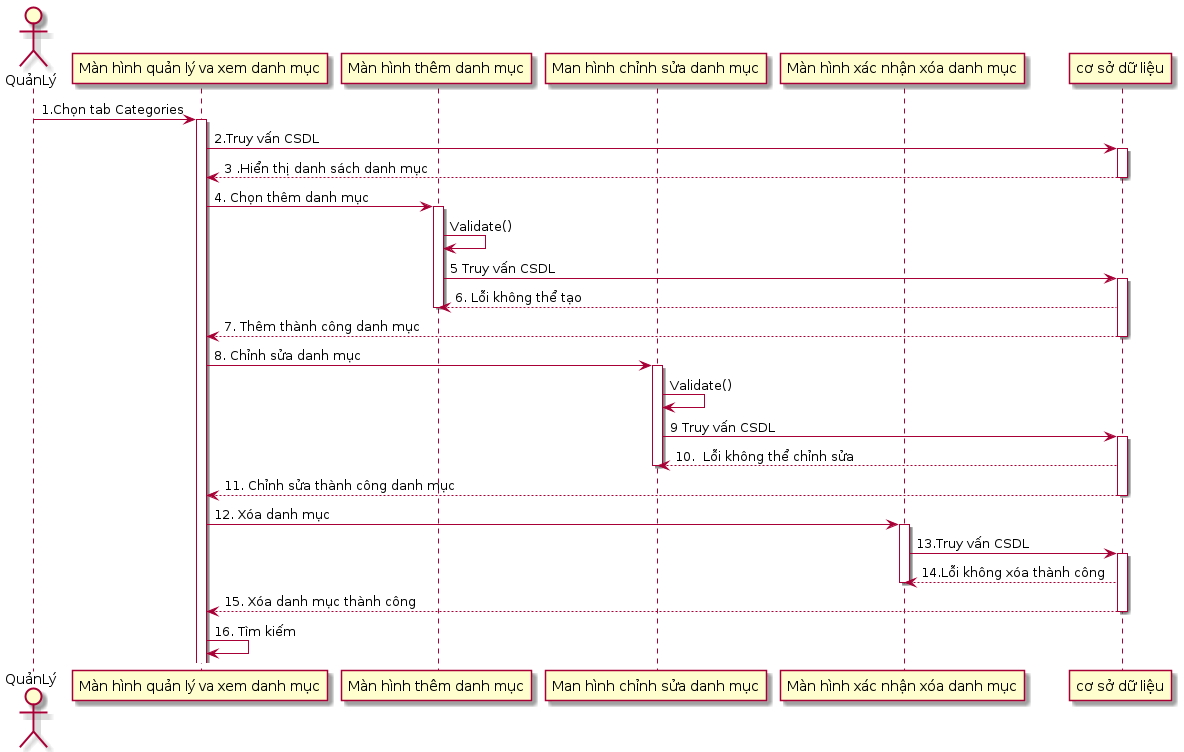 QuảnLý
Màn hình quản lý va xem danh mục
Màn hình thêm danh mục
Man hình chỉnh sửa danh mục
Màn hình xác nhận xóa danh mục
cơ sở dữ liệu
1.Chọn tab Categories
2.Truy vấn CSDL
3 .Hiển thị danh sách danh mục
4. Chọn thêm danh mục
Validate()
5 Truy vấn CSDL
6. Lỗi không thể tạo
7. Thêm thành công danh mục
8. Chỉnh sửa danh mục
Validate()
9 Truy vấn CSDL
10.  Lỗi không thể chỉnh sửa
11. Chỉnh sửa thành công danh mục
12. Xóa danh mục
13.Truy vấn CSDL
14.Lỗi không xóa thành công
15. Xóa danh mục thành công
16. Tìm kiếm
QuảnLý
Màn hình quản lý va xem danh mục
Màn hình thêm danh mục
Man hình chỉnh sửa danh mục
Màn hình xác nhận xóa danh mục
cơ sở dữ liệu